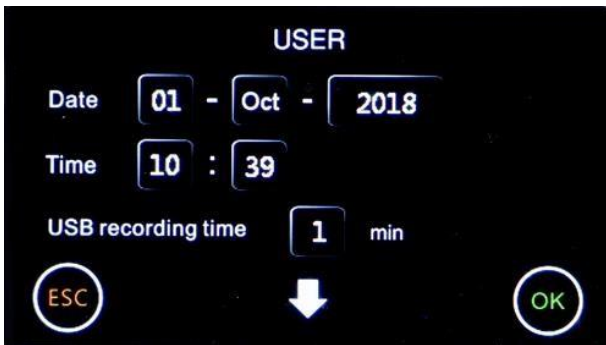 USER
Date 01 - Oct - 2018
Time 10 : 39
USB recording time 1 min
ESC OK